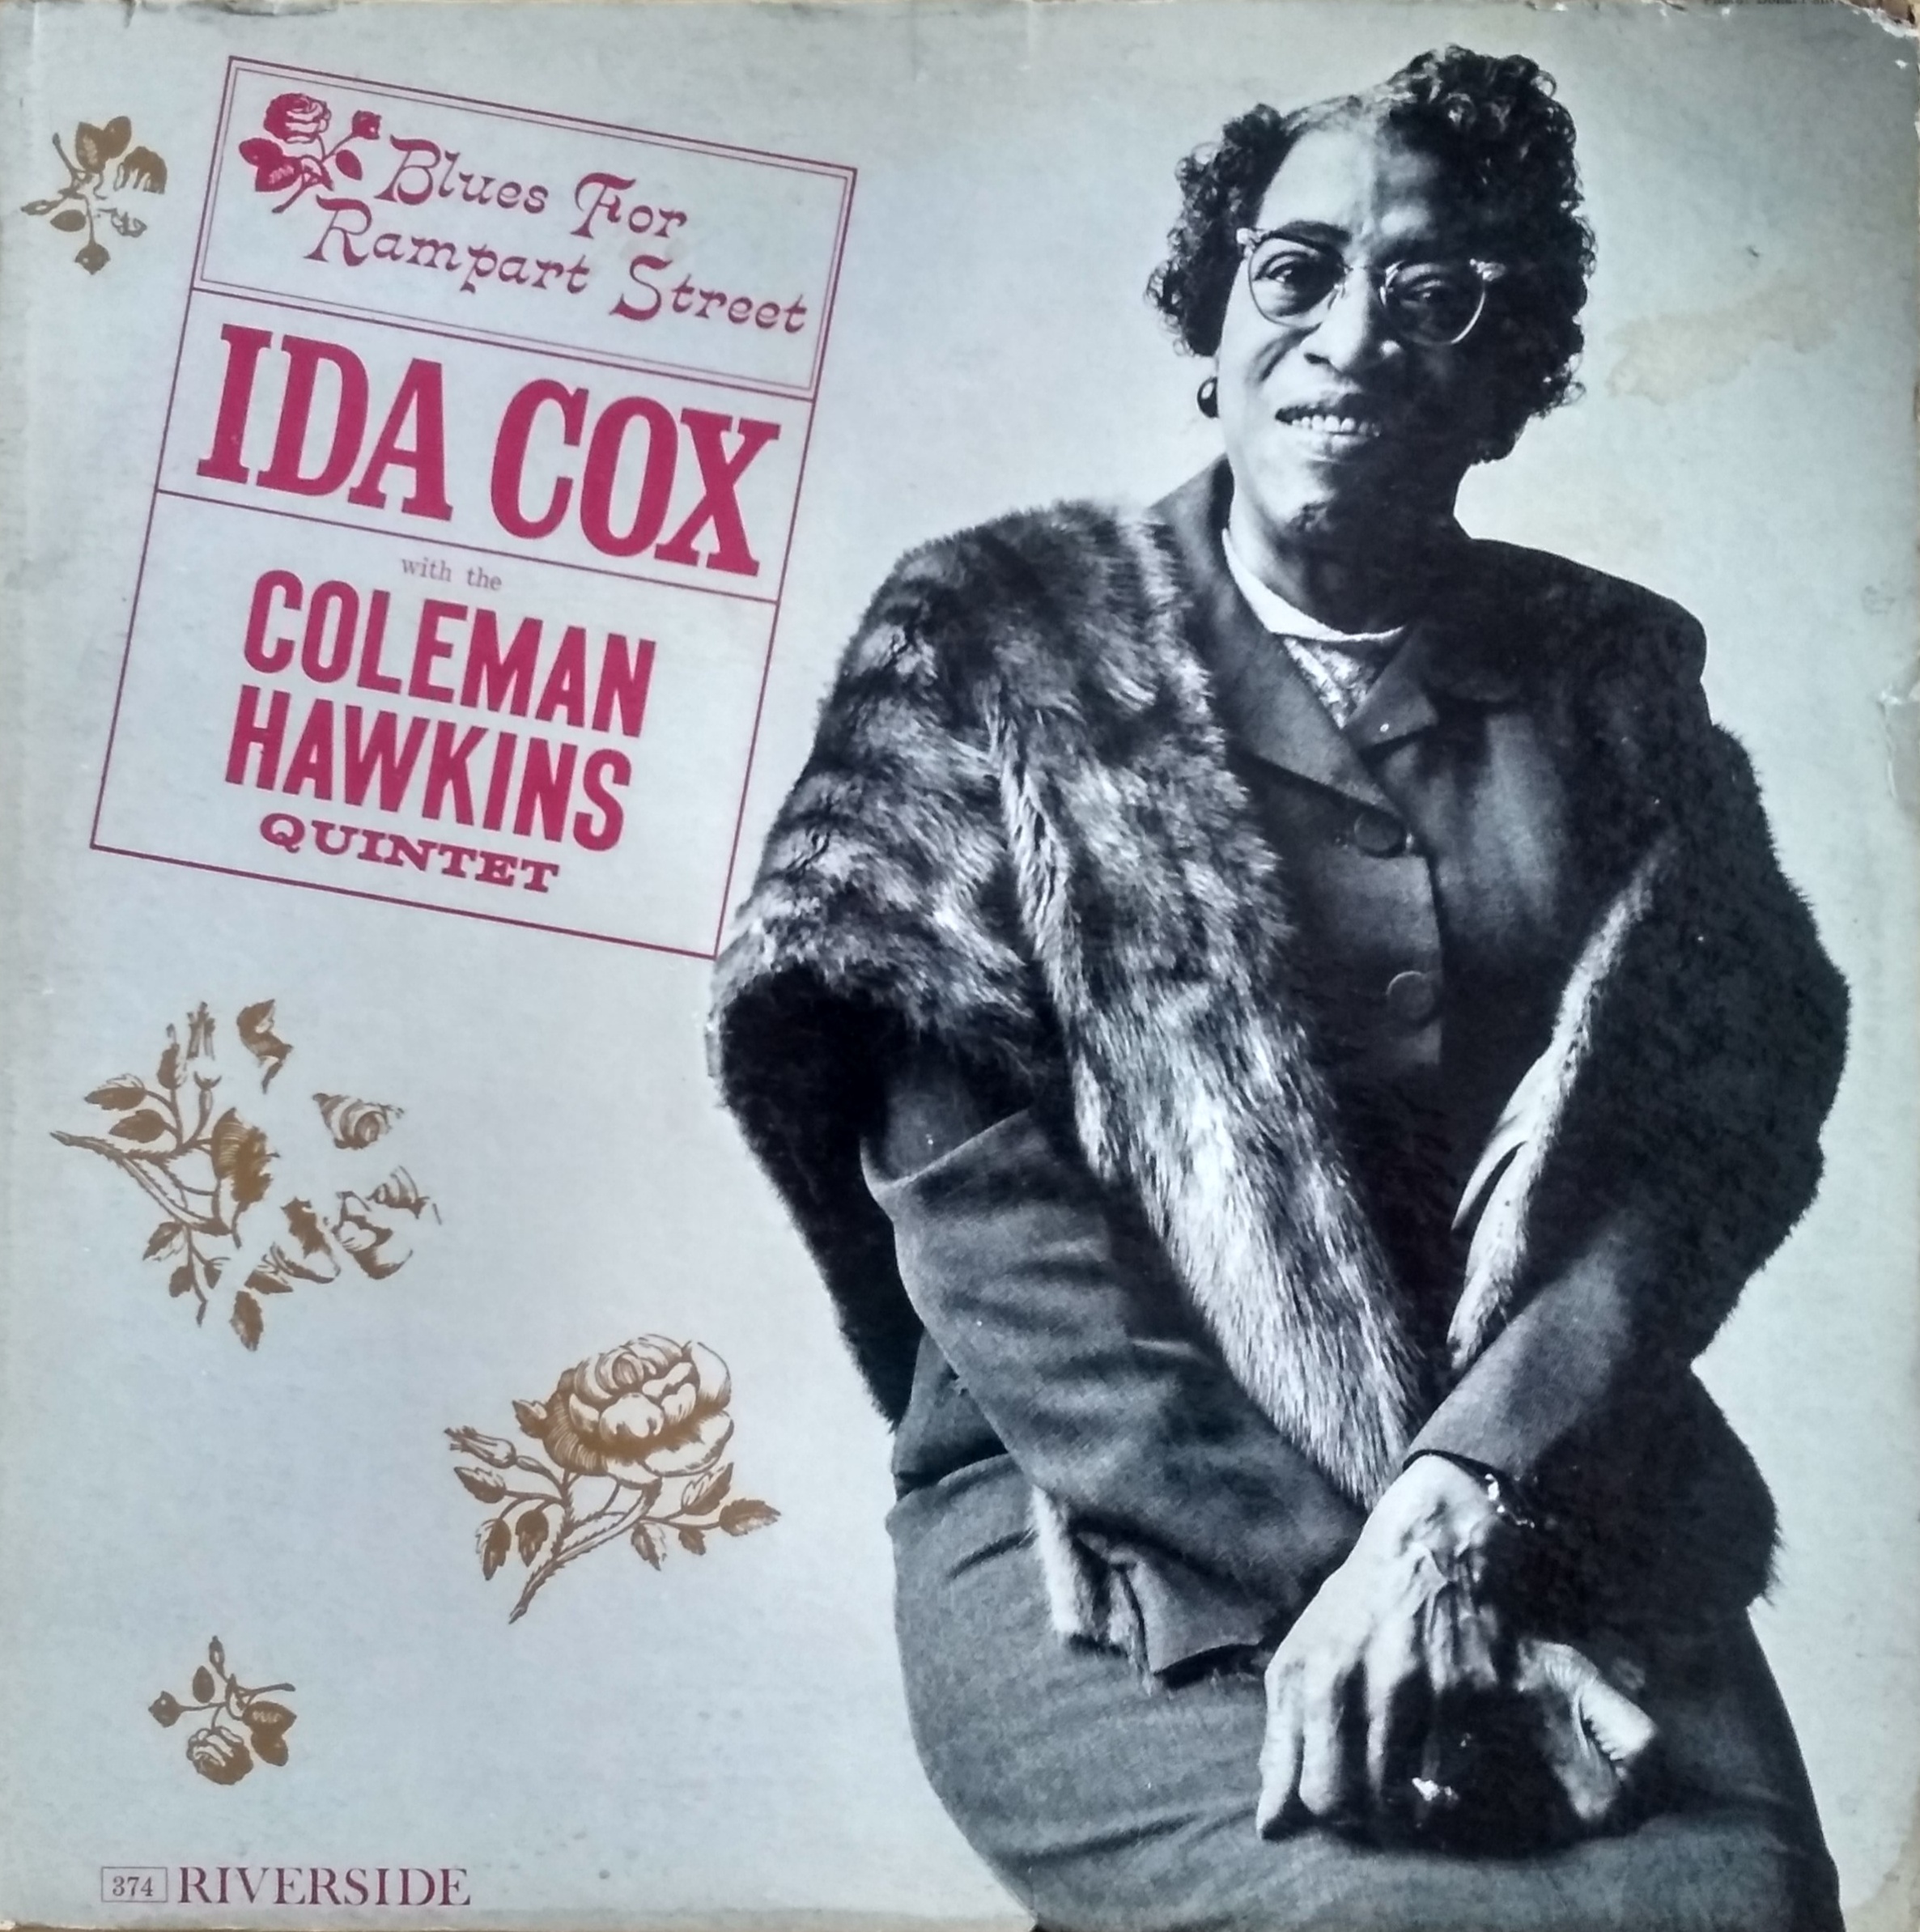 Blues For
Rampart Street
IDA COX
with the
COLEMAN
HAWKINS
QUINTET
374 RIVERSIDE